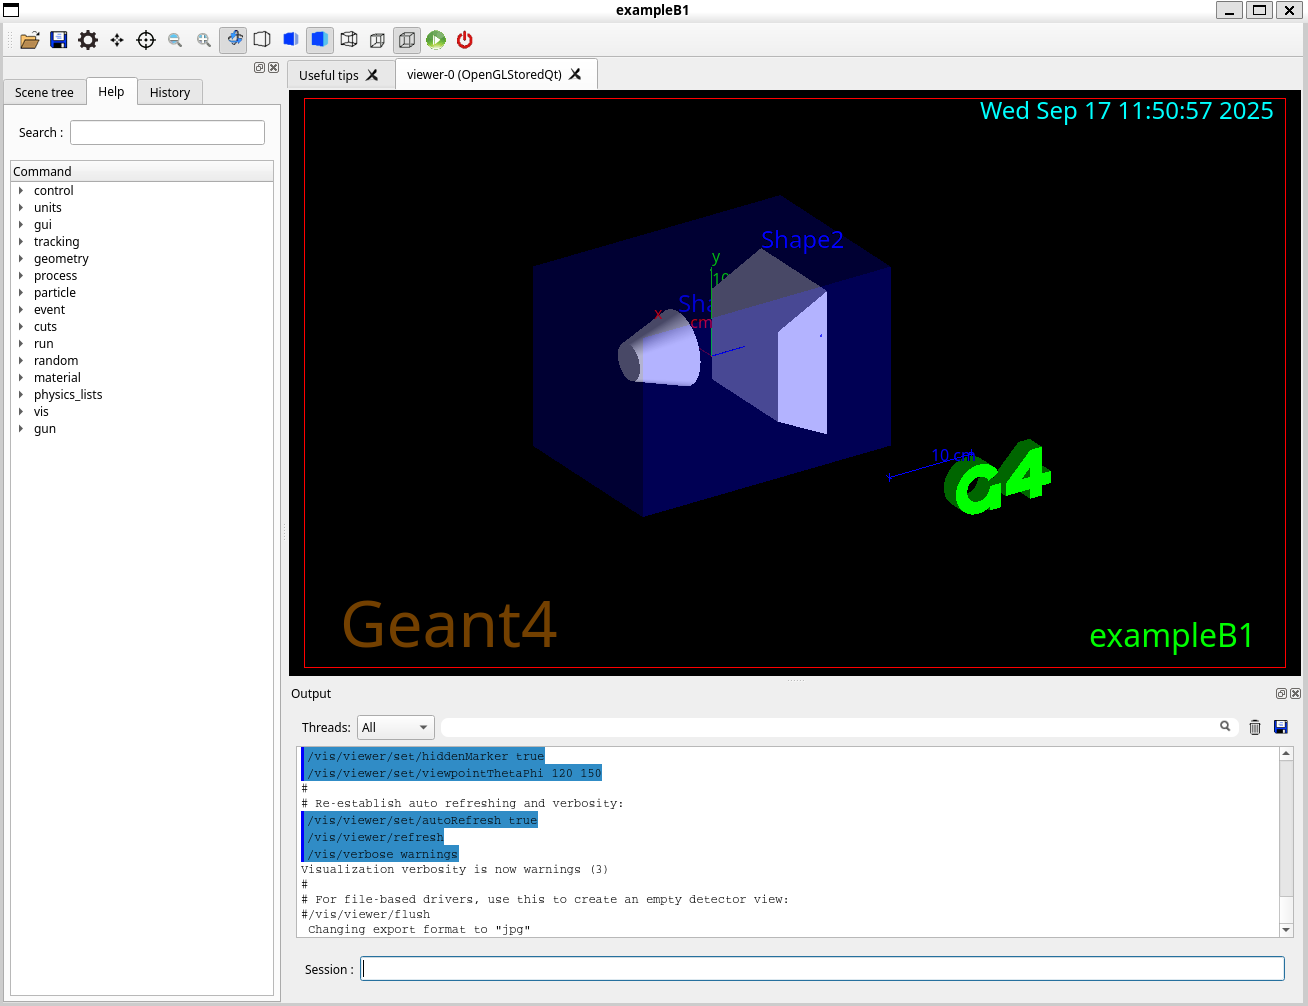 exampleB1
Useful tips
viewer-0 (OpenGLStoredQt)
Scene tree
Help
History
Search :
Command
control
units
gui
tracking
geometry
process
particle
event
cuts
run
random
material
physics_lists
vis
gun
Wed Sep 17 11:50:57 2025
Shape2
y
10
Sha
x
cm
10 cm
G4
Geant4
exampleB1
Output
Threads:
All
/vis/viewer/set/hiddenMarker true
/vis/viewer/set/viewpointThetaPhi 120 150
#
# Re-establish auto refreshing and verbosity:
/vis/viewer/set/autoRefresh true
/vis/viewer/refresh
/vis/verbose warnings
Visualization verbosity is now warnings (3)
#
# For file-based drivers, use this to create an empty detector view:
#/vis/viewer/flush
Changing export format to "jpg"
Session :